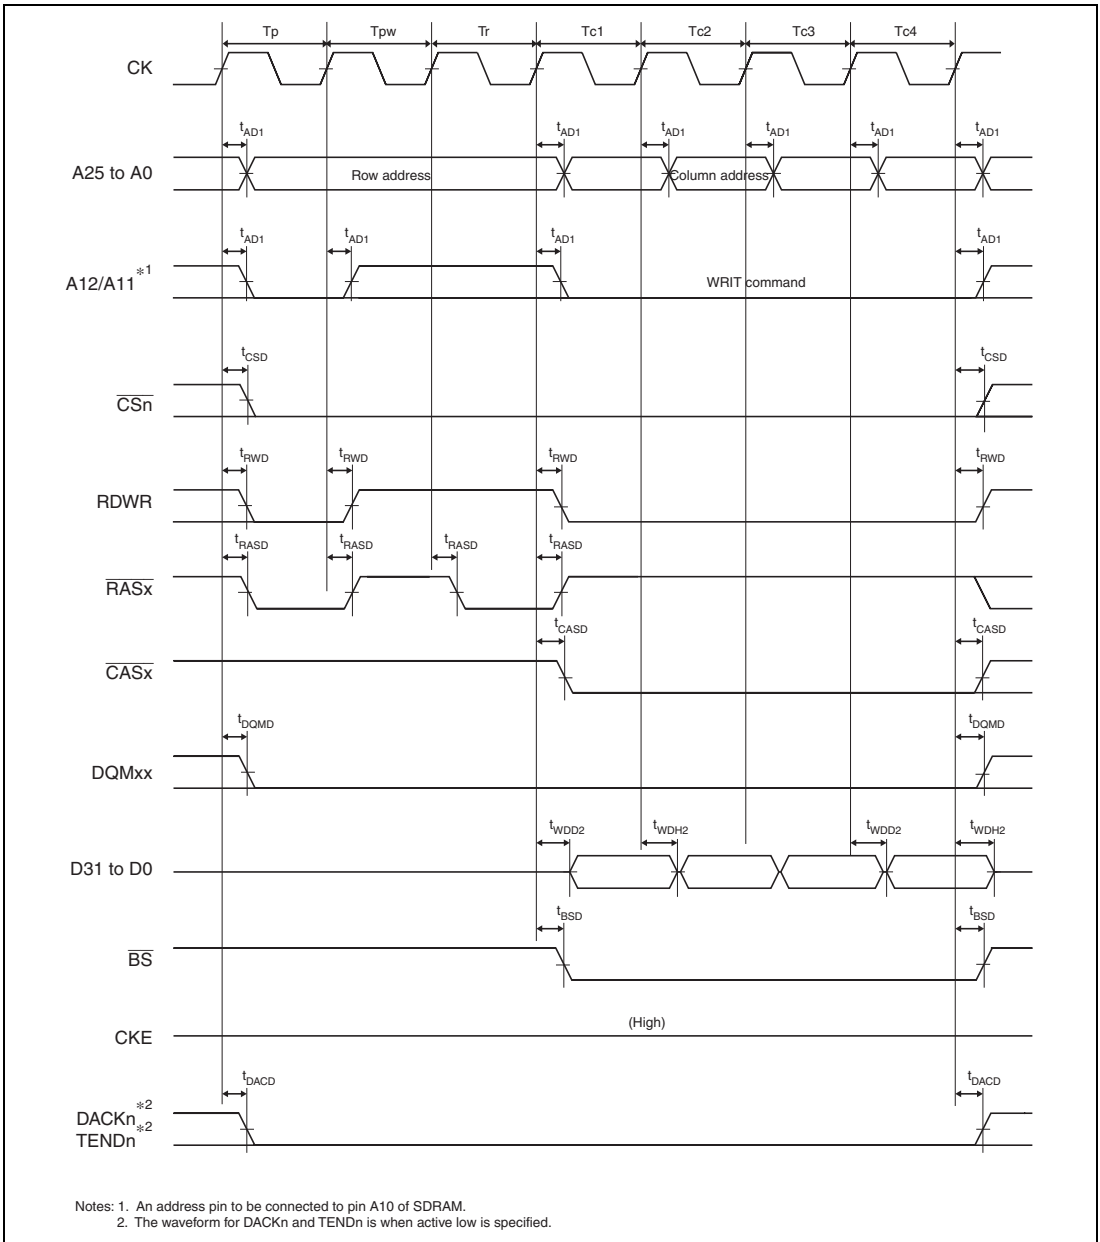 Tp Tpw Tr Tc1 Tc2 Tc3 Tc4
CK
tAD1 tAD1 tAD1 tAD1 tAD1 tAD1
A25 to A0 Row address Column address
tAD1 tAD1 tAD1 tAD1
A12/A11*1 WRIT command
tCSD tCSD
CSn
tRWD tRWD tRWD tRWD
RDWR
tRASD tRASD tRASD tRASD
RASx
tCASD tCASD
CASx
tDQMD tDQMD
DQMxx
tWDD2 tWDH2 tWDD2 tWDH2
D31 to D0
tBSD tBSD
BS
(High)
CKE
tDACD tDACD
DACKn*2
TENDn*2
Notes: 1. An address pin to be connected to pin A10 of SDRAM.
2. The waveform for DACKn and TENDn is when active low is specified.